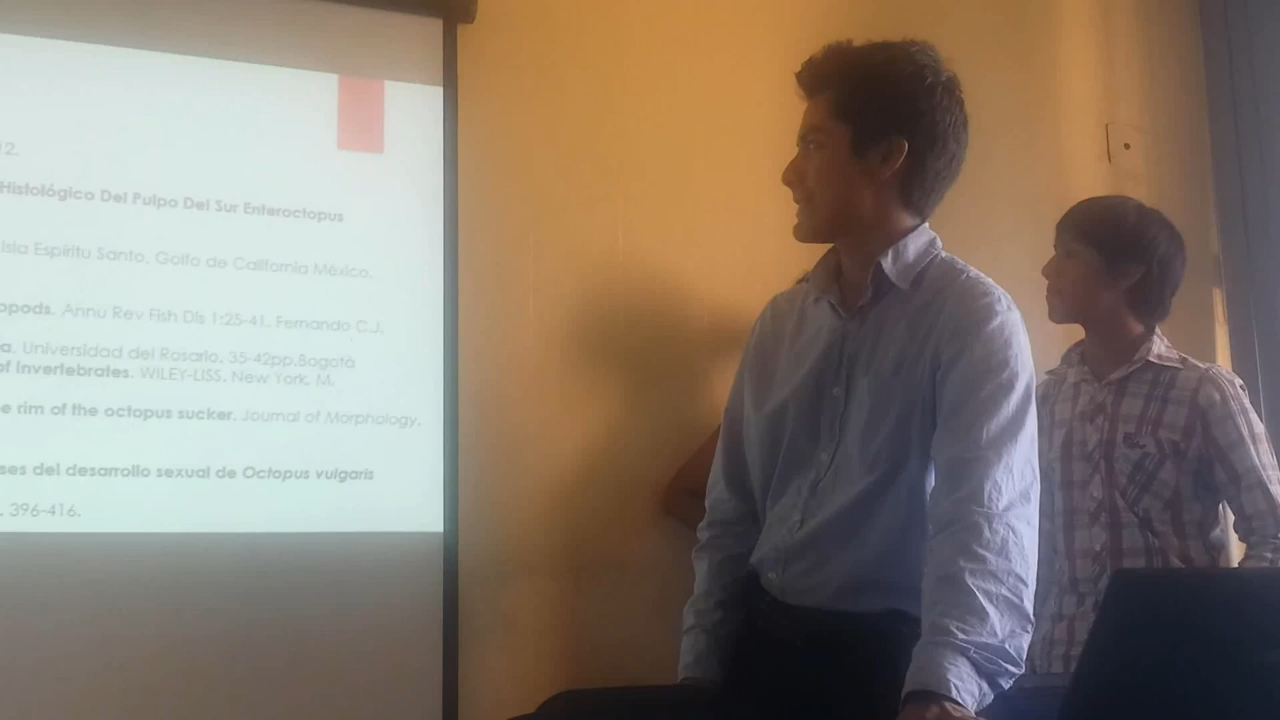 12.
Histológico Del Pulpo Del Sur Enteroctopus
Isla Espíritu Santo, Golfo de California México.
opods. Annu Rev Fish Dis 1:25-41. Fernando C.J.
a. Universidad del Rosario. 35-42pp.Bogotá
of Invertebrates. WILEY-LISS. New York. M.
e rim of the octopus sucker. Journal of Morphology,
ses del desarrollo sexual de Octopus vulgaris
. 396-416.